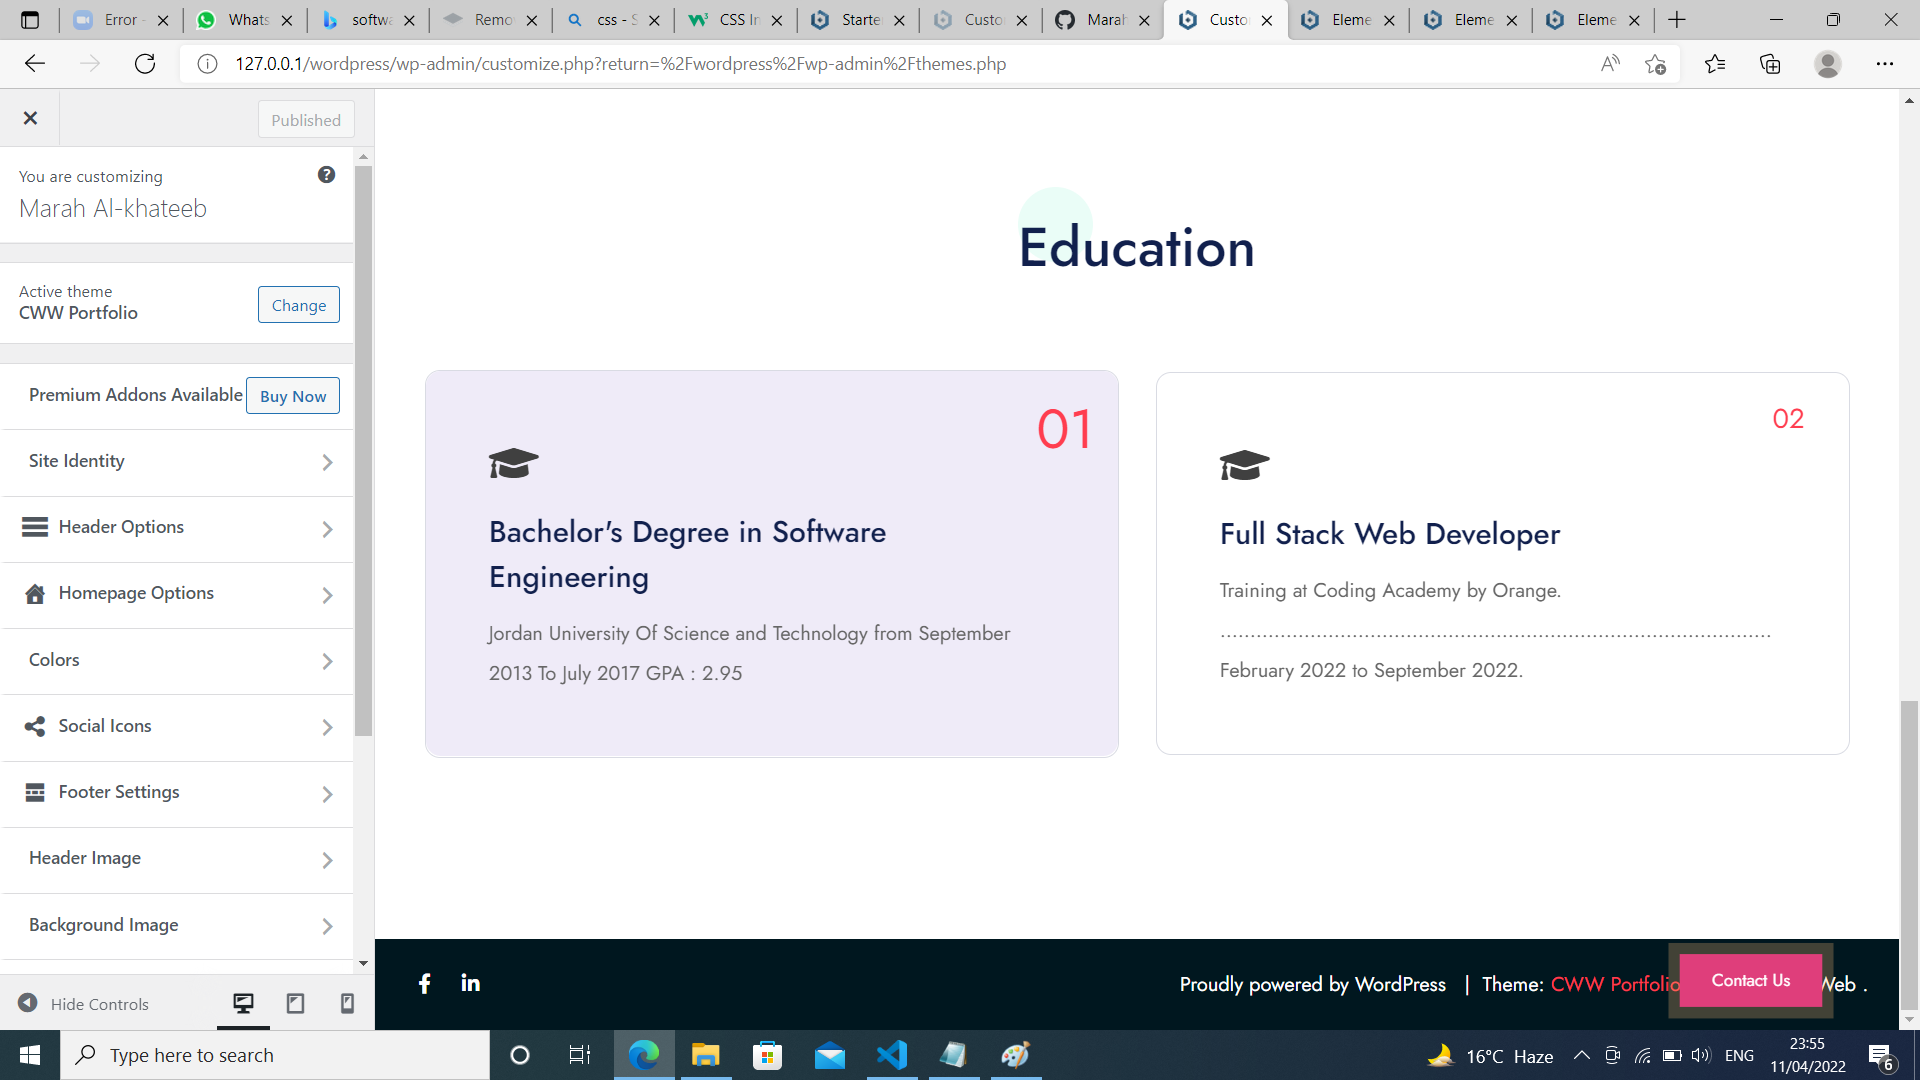 Error -
Whats
softwa
Remo
css - S
CSS In
Starte
Custo
Marah
Custo
Eleme
Eleme
Eleme
127.0.0.1/wordpress/wp-admin/customize.php?return=%2Fwordpress%2Fwp-admin%2Fthemes.php
Published
You are customizing
Marah Al-khateeb
Active theme
CWW Portfolio
Change
Premium Addons Available
Buy Now
Site Identity
Header Options
Homepage Options
Colors
Social Icons
Footer Settings
Header Image
Background Image
Hide Controls
Education
01
Bachelor's Degree in Software
Engineering
Jordan University Of Science and Technology from September
2013 To July 2017 GPA : 2.95
02
Full Stack Web Developer
Training at Coding Academy by Orange.
..........................................................................................
February 2022 to September 2022.
Proudly powered by WordPress | Theme: CWW Portfolio
Contact Us
Web .
Type here to search
16°C Haze
ENG
23:55
11/04/2022
6